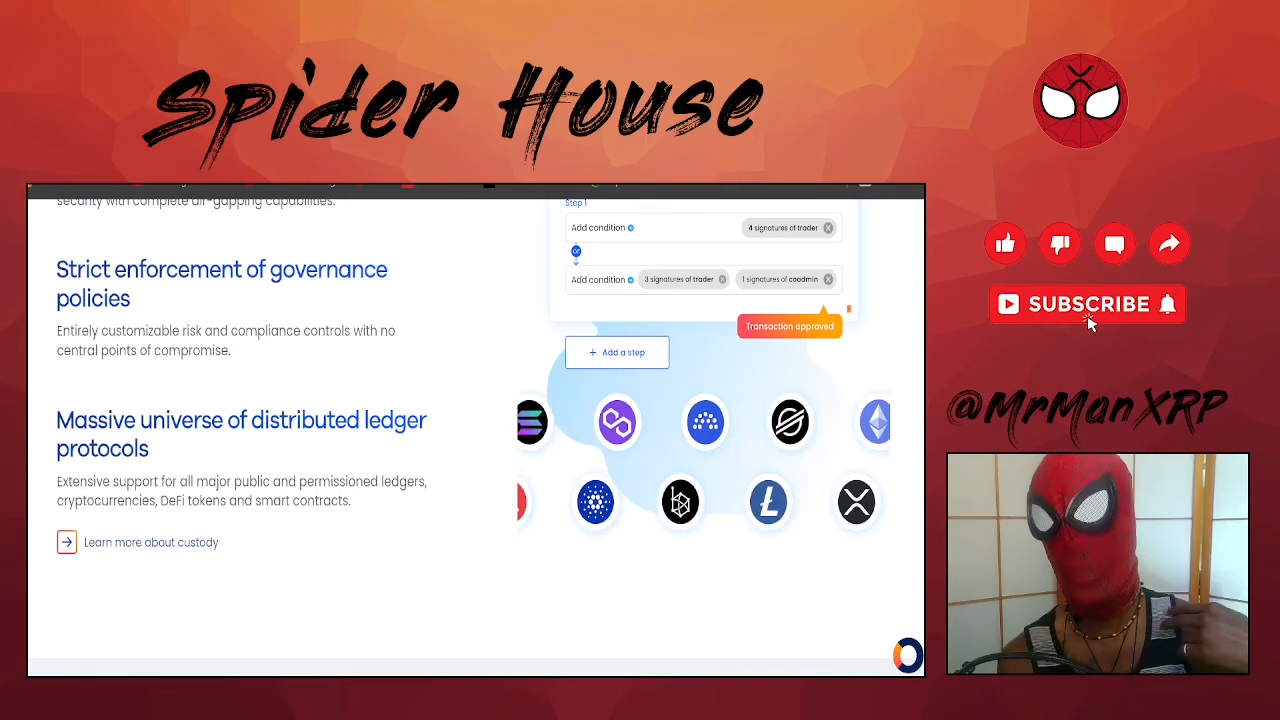 Spider House
security with complete air-gapping capabilities.
Strict enforcement of governance
policies
Entirely customizable risk and compliance controls with no
central points of compromise.
Massive universe of distributed ledger
protocols
Extensive support for all major public and permissioned ledgers,
cryptocurrencies, DeFi tokens and smart contracts.
Learn more about custody
Step 1
Add condition
4 signatures of trader
or
Add condition
3 signatures of trader
1 signatures of coadmin
Transaction approved
+ Add a step
SUBSCRIBE
@MrManXRP